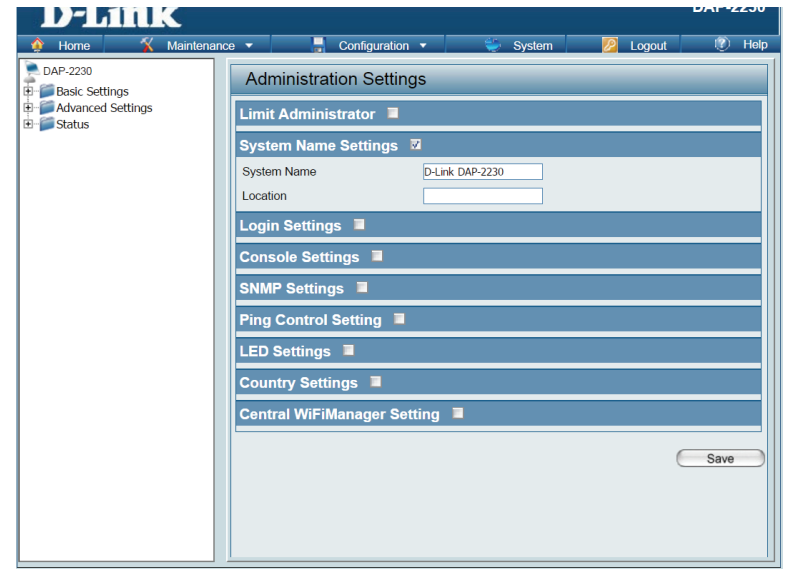 D-Link
DAP-2230
Home Maintenance Configuration System Logout Help
DAP-2230
Basic Settings
Advanced Settings
Status
Administration Settings
Limit Administrator
System Name Settings
System Name D-Link DAP-2230
Location
Login Settings
Console Settings
SNMP Settings
Ping Control Setting
LED Settings
Country Settings
Central WiFiManager Setting
Save